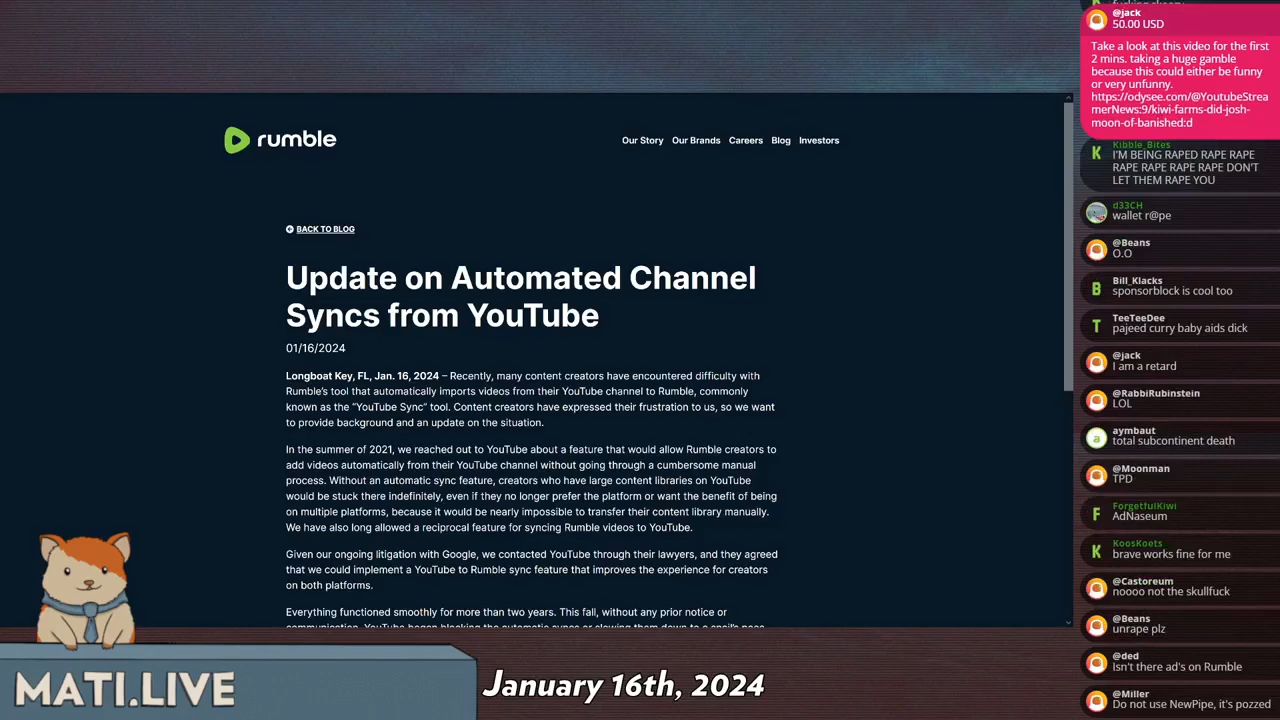 rumble
Our Story
Our Brands
Careers
Blog
Investors
BACK TO BLOG
Update on Automated Channel
Syncs from YouTube
01/16/2024
Longboat Key, FL, Jan. 16, 2024 – Recently, many content creators have encountered difficulty with
Rumble's tool that automatically imports videos from their YouTube channel to Rumble, commonly
known as the "YouTube Sync" tool. Content creators have expressed their frustration to us, so we want
to provide background and an update on the situation.
In the summer of 2021, we reached out to YouTube about a feature that would allow Rumble creators to
add videos automatically from their YouTube channel without going through a cumbersome manual
process. Without an automatic sync feature, creators who have large content libraries on YouTube
would be stuck there indefinitely, even if they no longer prefer the platform or want the benefit of being
on multiple platforms, because it would be nearly impossible to transfer their content library manually.
We have also long allowed a reciprocal feature for syncing Rumble videos to YouTube.
Given our ongoing litigation with Google, we contacted YouTube through their lawyers, and they agreed
that we could implement a YouTube to Rumble sync feature that improves the experience for creators
on both platforms.
Everything functioned smoothly for more than two years. This fall, without any prior notice or
communication, YouTube began blocking the automatic syncs or slowing them down to a snail's pace
MATI.LIVE
January 16th, 2024
@jack
50.00 USD
Take a look at this video for the first
2 mins. taking a huge gamble
because this could either be funny
or very unfunny.
https://odysee.com/@YoutubeStrea
merNews:9/kiwi-farms-did-josh-
moon-of-banished:d
Kibble_Bites
I'M BEING RAPED RAPE RAPE
RAPE RAPE RAPE RAPE DON'T
LET THEM RAPE YOU
d33CH
wallet r@pe
@Beans
O.O
Bill_Klacks
sponsorblock is cool too
TeeTeeDee
pajeed curry baby aids dick
@jack
I am a retard
@RabbiRubinstein
LOL
aymbaut
total subcontinent death
@Moonman
TPD
ForgetfulKiwi
AdNaseum
KoosKoets
brave works fine for me
@Castoreum
noooo not the skullfuck
@Beans
unrape plz
@ded
Isn't there ad's on Rumble
@Miller
Do not use NewPipe, it's pozzed